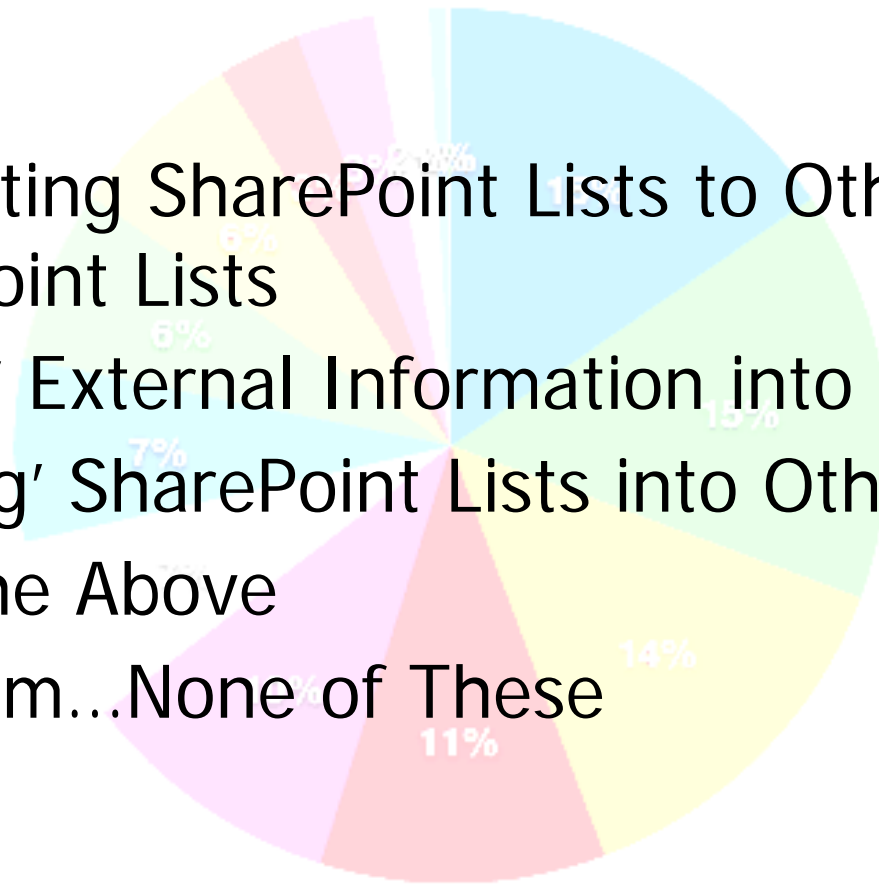 ting SharePoint Lists to Oth
oint Lists
' External Information into
g' SharePoint Lists into Oth
ne Above
m...None of These
15%
6%
6%
15%
7%
14%
11%